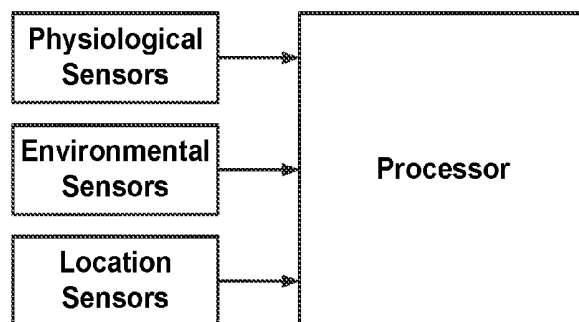 Physiological
Sensors
Environmental
Sensors
Processor
Location
Sensors